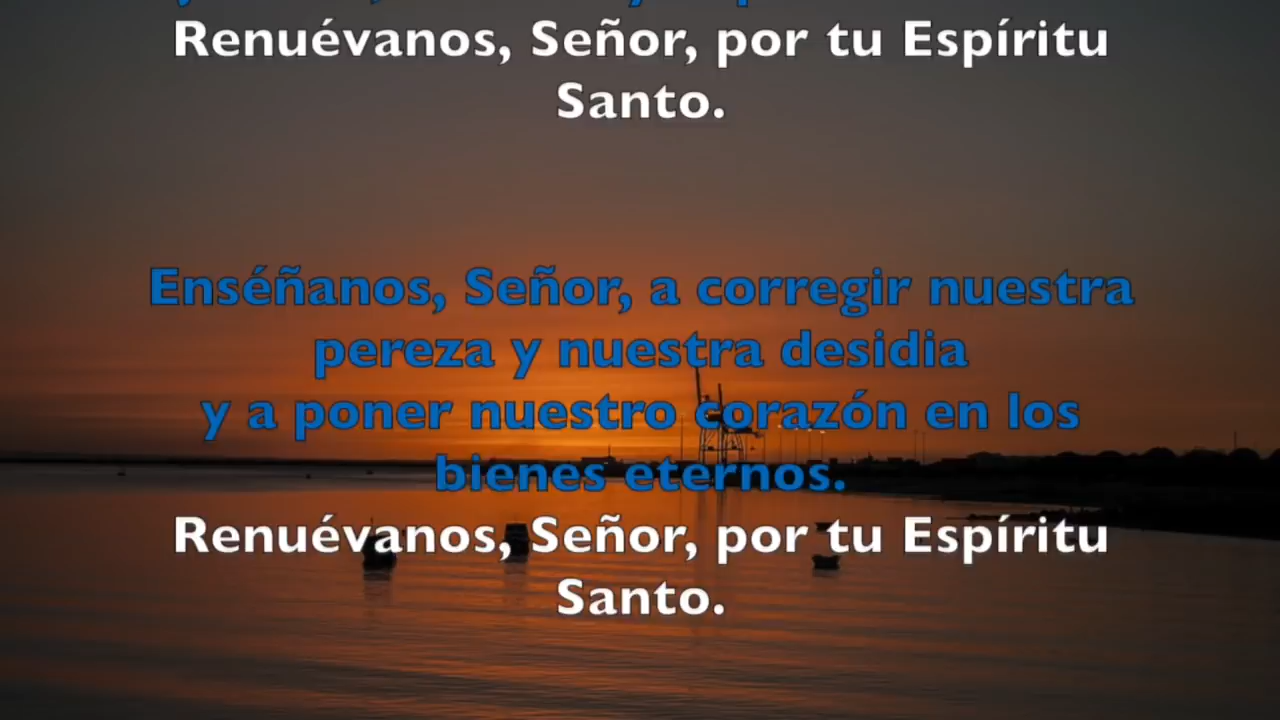 Renuévanos, Señor, por tu Espíritu
Santo.
Enséñanos, Señor, a corregir nuestra
pereza y nuestra desidia
y a poner nuestro corazón en los
bienes eternos.
Renuévanos, Señor, por tu Espíritu
Santo.